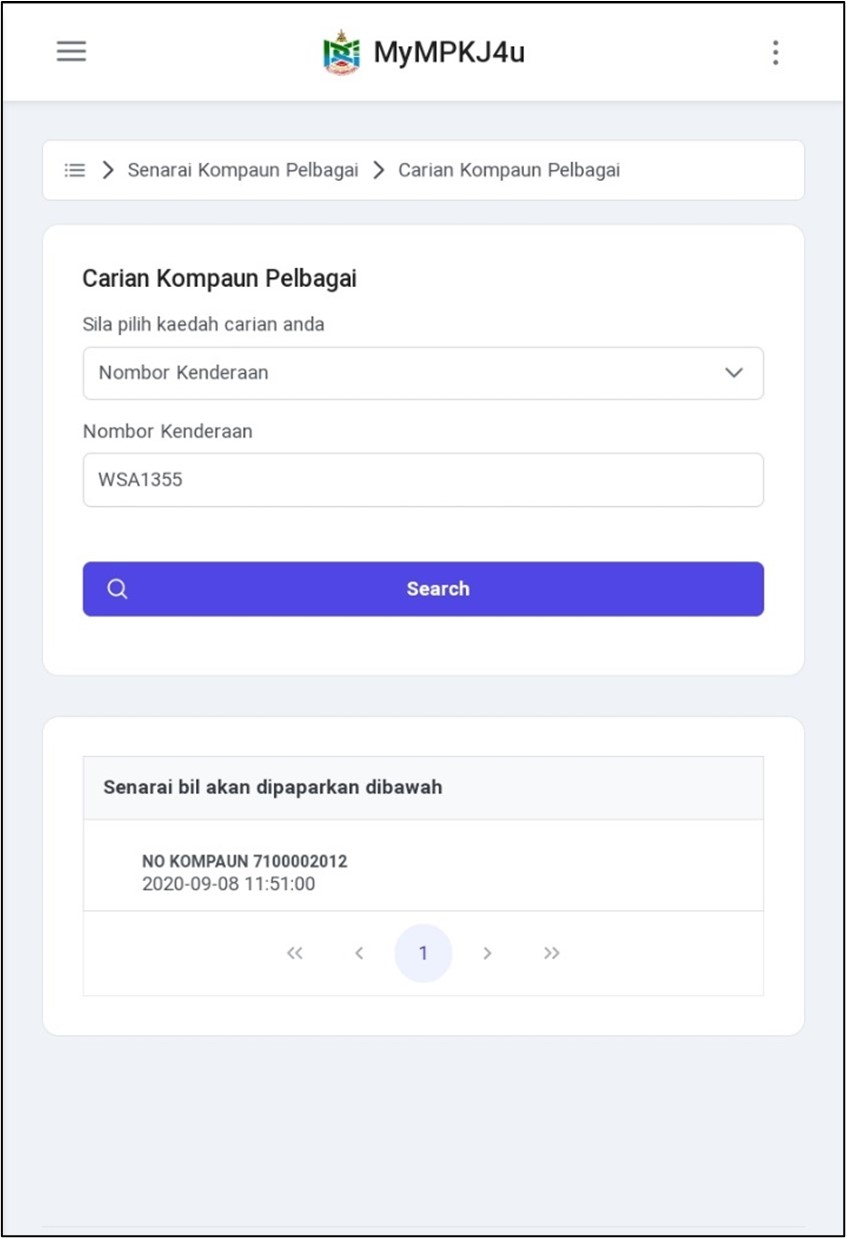 MyMPKJ4u
Senarai Kompaun Pelbagai > Carian Kompaun Pelbagai
Carian Kompaun Pelbagai
Sila pilih kaedah carian anda
Nombor Kenderaan
Nombor Kenderaan
WSA1355
Search
Senarai bil akan dipaparkan dibawah
NO KOMPAUN 7100002012
2020-09-08 11:51:00
<< < 1 > >>